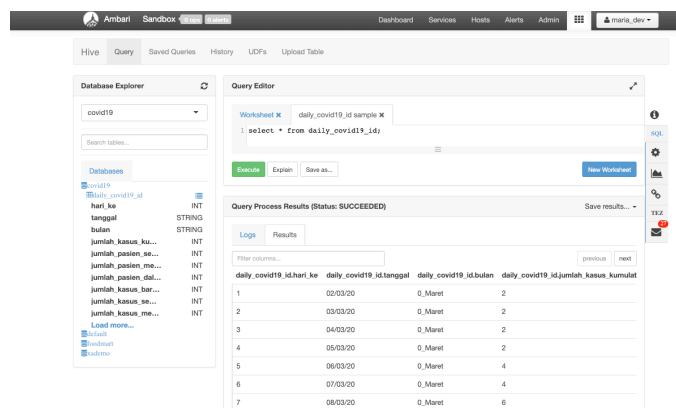 Ambari Sandbox 0 ops 0 alerts Dashboard Services Hosts Alerts Admin maria_dev
Hive Query Saved Queries History UDFs Upload Table
Database Explorer
covid19
Search tables...
Databases
covid19
daily_covid19_id
hari_ke INT
tanggal STRING
bulan STRING
jumlah_kasus_ku... INT
jumlah_pasien_se... INT
jumlah_pasien_me... INT
jumlah_pasien_dal... INT
jumlah_kasus_bar... INT
jumlah_kasus_se... INT
jumlah_kasus_me... INT
Load more...
default
foodmart
xademo
Query Editor
Worksheet daily_covid19_id sample
1 select * from daily_covid19_id;
Execute Explain Save as... New Worksheet
Query Process Results (Status: SUCCEEDED) Save results...
Logs Results
Filter columns... previous next
daily_covid19_id.hari_ke daily_covid19_id.tanggal daily_covid19_id.bulan daily_covid19_id.jumlah_kasus_kumulat
1 02/03/20 0_Maret 2
2 03/03/20 0_Maret 2
3 04/03/20 0_Maret 2
4 05/03/20 0_Maret 2
5 06/03/20 0_Maret 4
6 07/03/20 0_Maret 4
7 08/03/20 0_Maret 6
SQL
TEZ
27